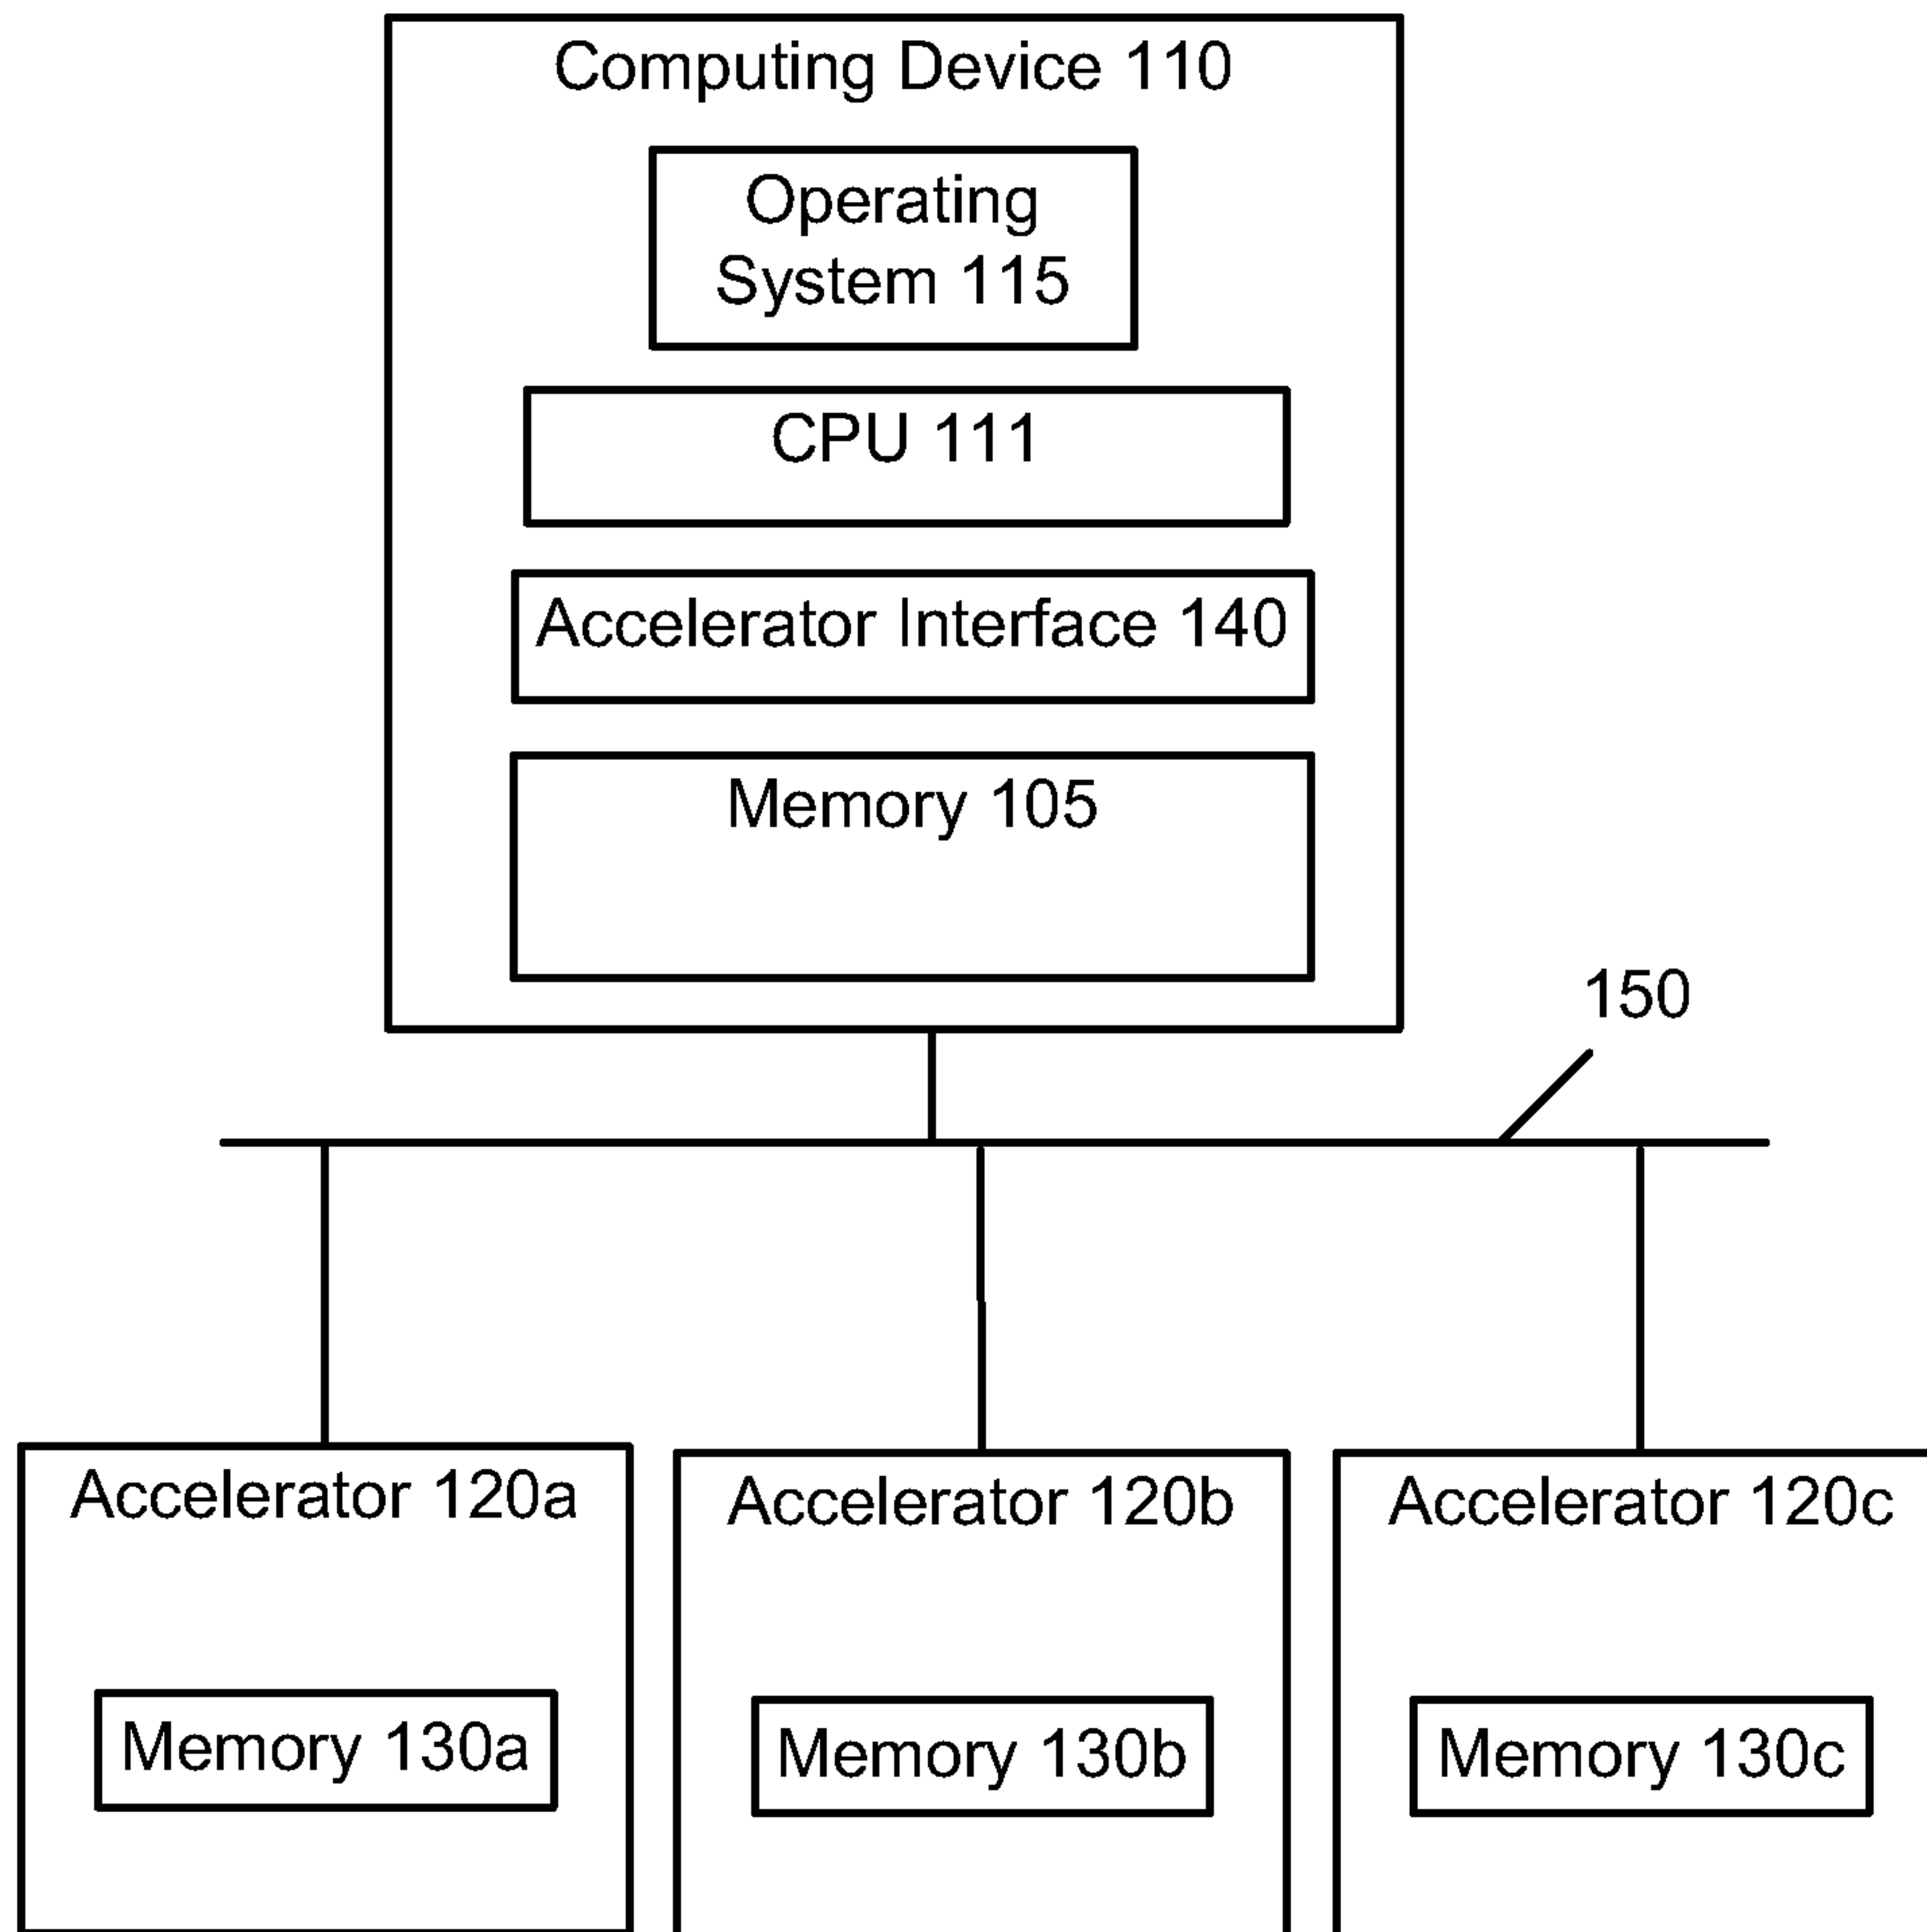 Computing Device 110
Operating
System 115
CPU 111
Accelerator Interface 140
Memory 105
150
Accelerator 120a
Accelerator 120b
Accelerator 120c
Memory 130a
Memory 130b
Memory 130c